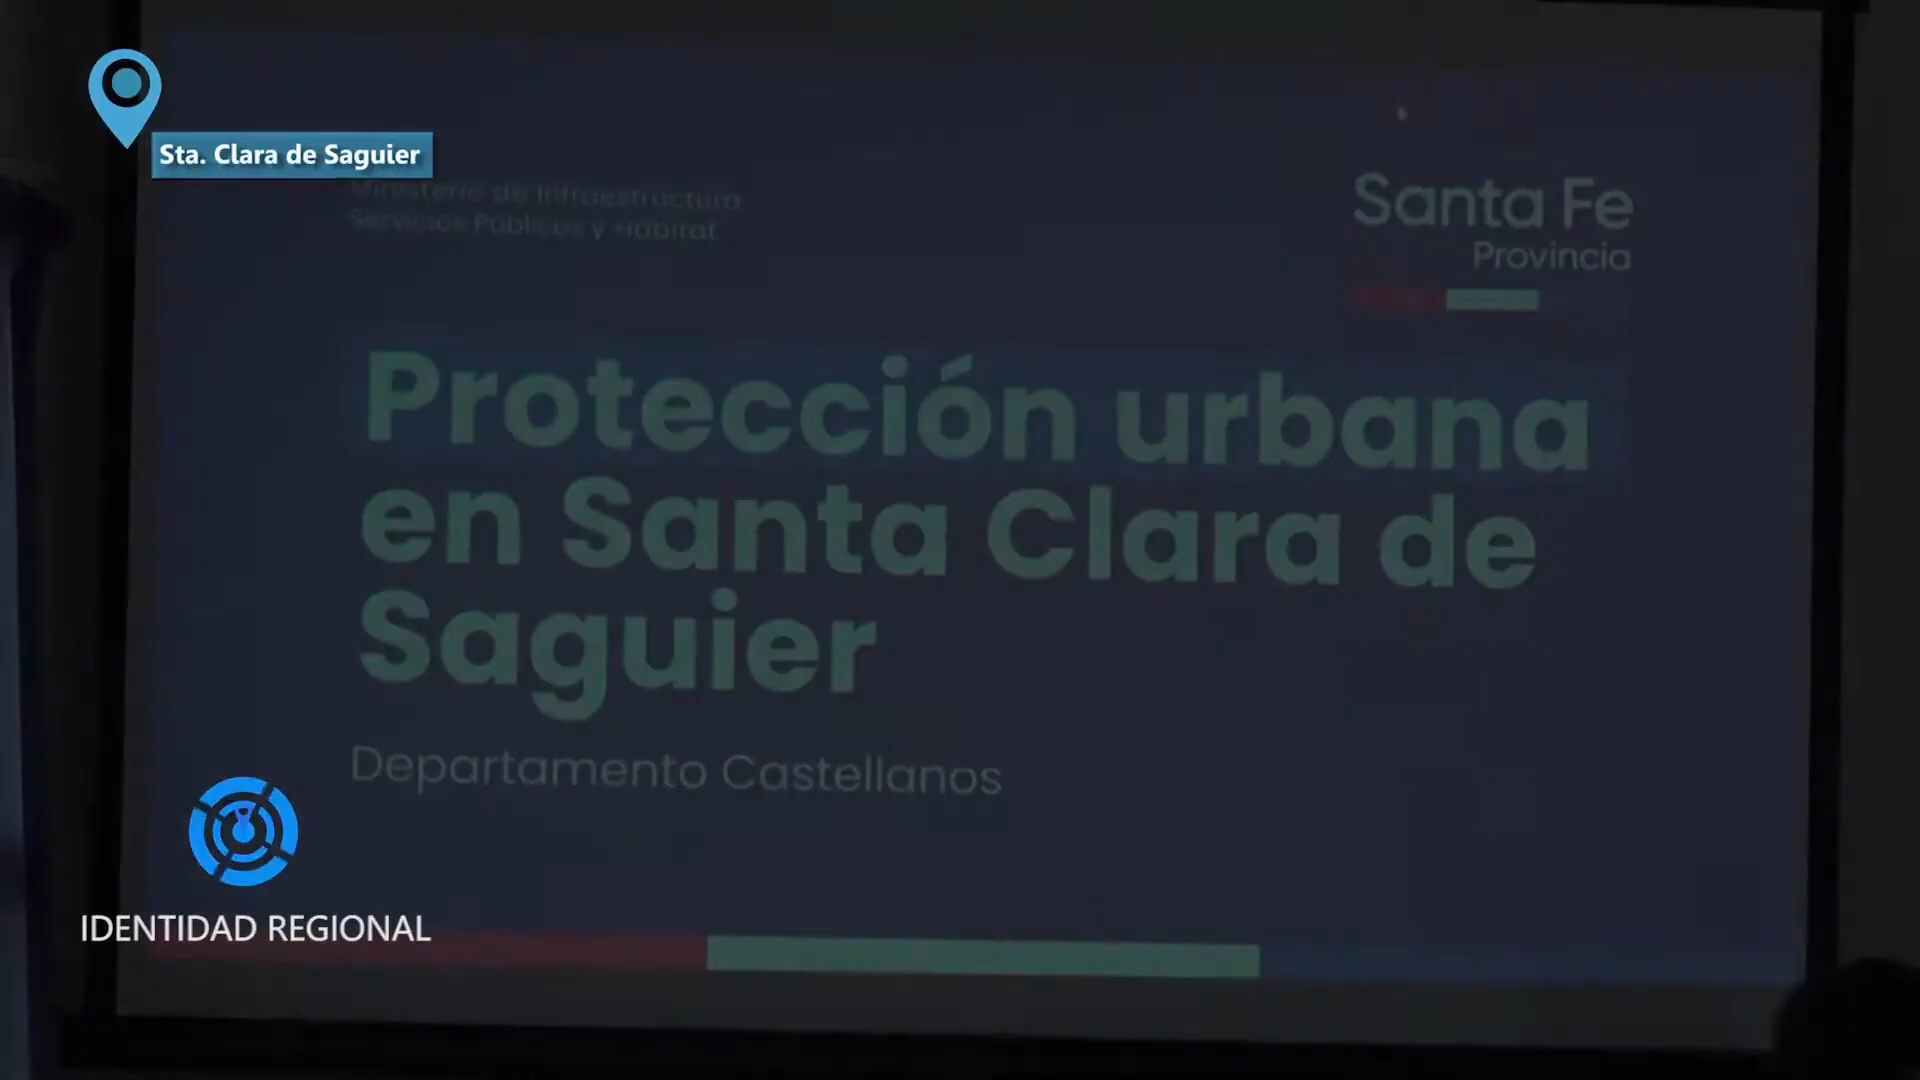 Sta. Clara de Saguier
Ministerio de Infraestructura
Servicios Públicos y Hábitat
Santa Fe
Provincia
Protección urbana
en Santa Clara de
Saguier
Departamento Castellanos
IDENTIDAD REGIONAL